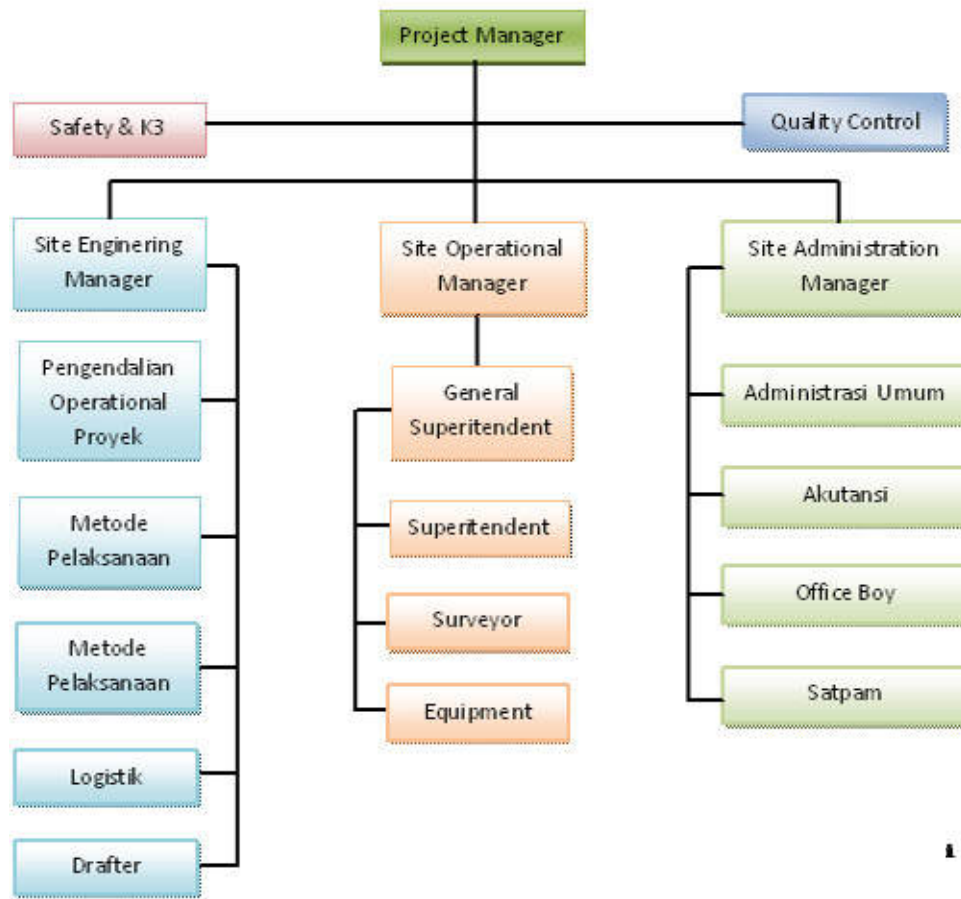 Project Manager
Safety & K3
Quality Control
Site Enginering
Manager
Pengendalian
Operational
Proyek
Metode
Pelaksanaan
Metode
Pelaksanaan
Logistik
Drafter
Site Operational
Manager
General
Superitendent
Superitendent
Surveyor
Equipment
Site Administration
Manager
Administrasi Umum
Akutansi
Office Boy
Satpam